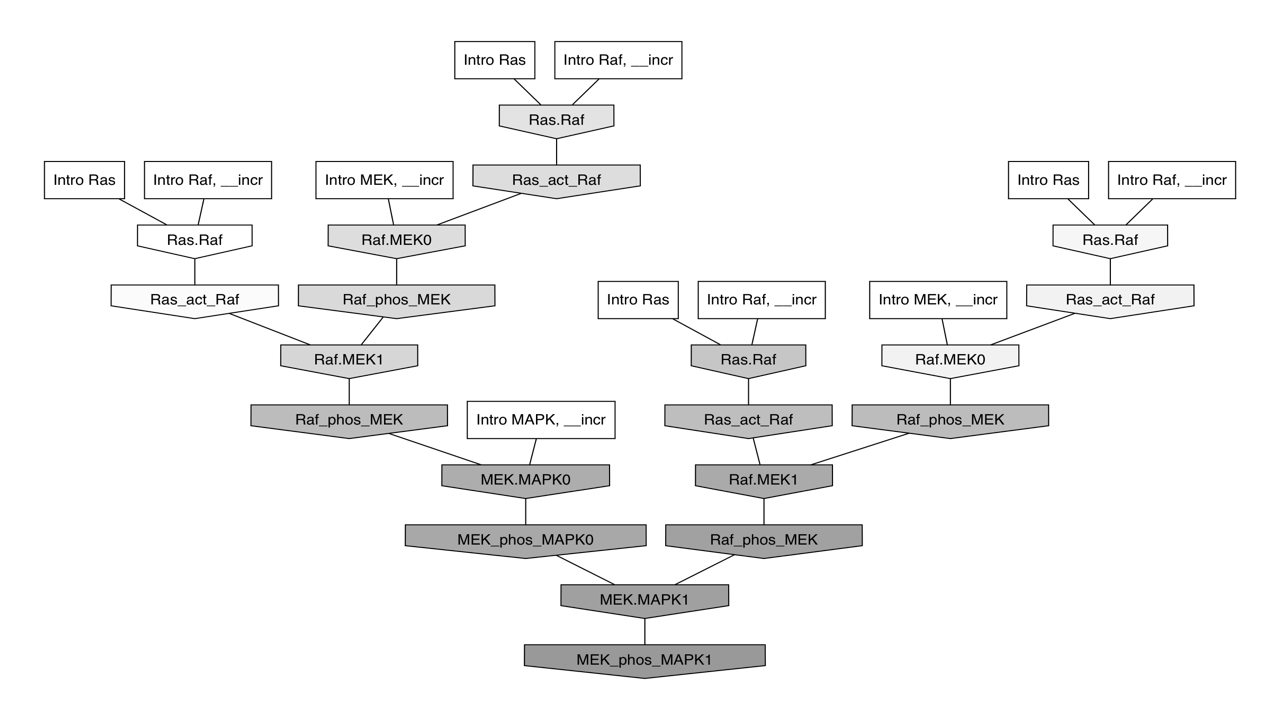 Intro Ras
Intro Raf, __incr
Ras.Raf
Intro Ras
Intro Raf, __incr
Intro MEK, __incr
Ras_act_Raf
Intro Ras
Intro Raf, __incr
Ras.Raf
Raf.MEK0
Ras.Raf
Ras_act_Raf
Raf_phos_MEK
Intro Ras
Intro Raf, __incr
Intro MEK, __incr
Ras_act_Raf
Raf.MEK1
Ras.Raf
Raf.MEK0
Raf_phos_MEK
Intro MAPK, __incr
Ras_act_Raf
Raf_phos_MEK
MEK.MAPK0
Raf.MEK1
MEK_phos_MAPK0
Raf_phos_MEK
MEK.MAPK1
MEK_phos_MAPK1